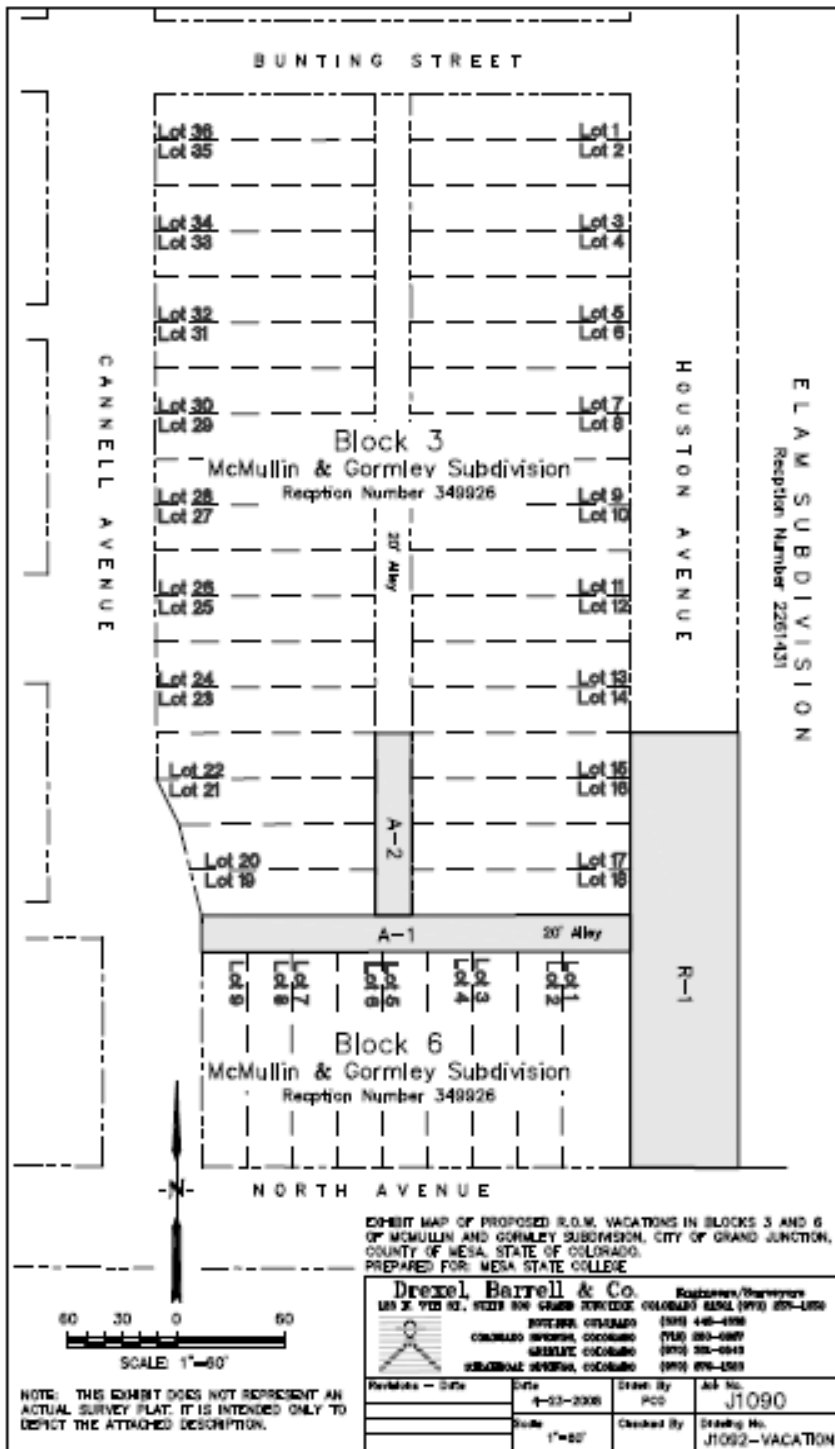 BUNTING STREET
Lot 36
Lot 35
Lot 1
Lot 2
Lot 34
Lot 33
Lot 3
Lot 4
Lot 32
Lot 31
Lot 5
Lot 6
CANNELL AVENUE
HOUSTON AVENUE
ELAM SUBDIVISION
Reception Number 2261431
Lot 30
Lot 29
Lot 7
Lot 8
Block 3
McMullin & Gormley Subdivision
Reception Number 349926
Lot 28
Lot 27
Lot 9
Lot 10
20' Alley
Lot 26
Lot 25
Lot 11
Lot 12
Lot 24
Lot 23
Lot 13
Lot 14
Lot 22
Lot 21
Lot 15
Lot 16
A-2
Lot 20
Lot 19
Lot 17
Lot 18
A-1
20' Alley
R-1
Lot 9
Lot 8
Lot 7
Lot 6
Lot 5
Lot 4
Lot 3
Lot 2
Lot 1
Block 6
McMullin & Gormley Subdivision
Reception Number 349926
-N-
NORTH AVENUE
EXHIBIT MAP OF PROPOSED R.O.W. VACATIONS IN BLOCKS 3 AND 6
OF MCMULLIN AND GORMLEY SUBDIVISION, CITY OF GRAND JUNCTION,
COUNTY OF MESA, STATE OF COLORADO.
PREPARED FOR: MESA STATE COLLEGE
60 30 0 60
SCALE: 1"=60'
NOTE: THIS EXHIBIT DOES NOT REPRESENT AN
ACTUAL SURVEY PLAT. IT IS INTENDED ONLY TO
DEPICT THE ATTACHED DESCRIPTION.
Drexel, Barrell & Co. Engineers/Surveyors
GRAND JUNCTION, COLORADO 81501
BOULDER, COLORADO
COLORADO SPRINGS, COLORADO
GREELEY, COLORADO
STEAMBOAT SPRINGS, COLORADO
Revisions - Date
Date
4-23-2008
Drawn By
PCO
Job No.
J1090
Scale
1"=60'
Checked By
Drawing No.
J1092-VACATION